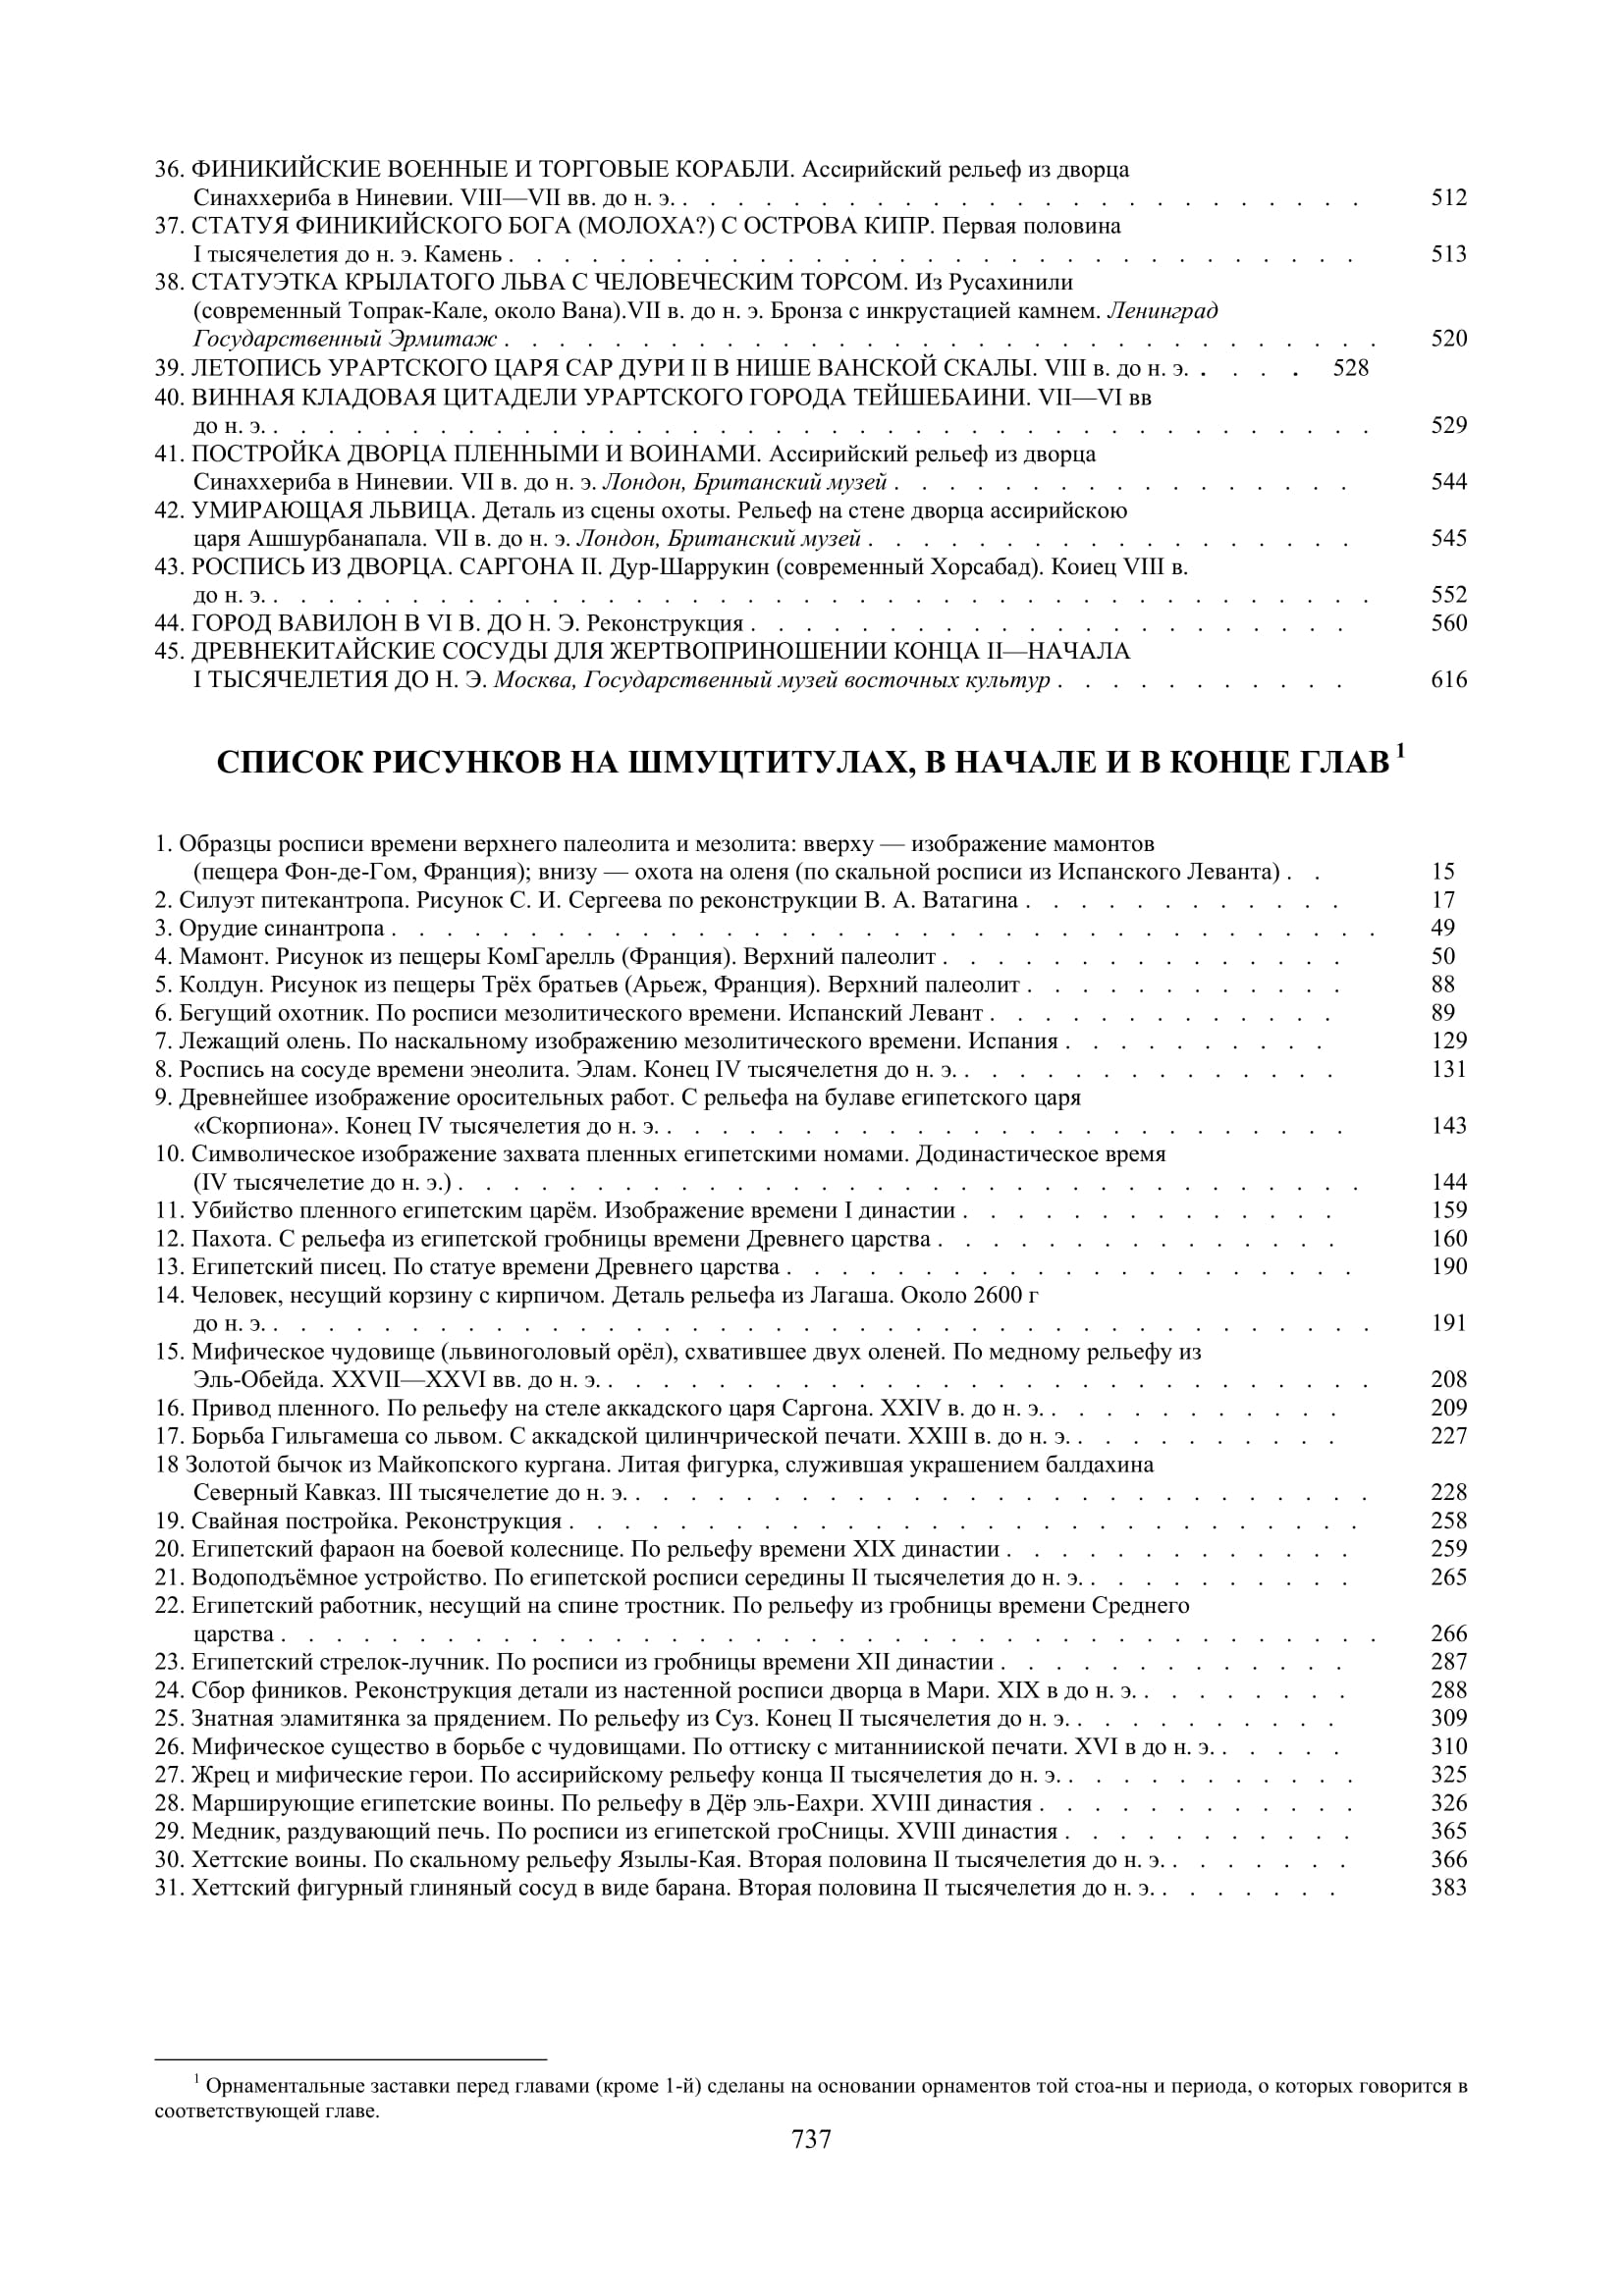 36. ФИНИКИЙСКИЕ ВОЕННЫЕ И ТОРГОВЫЕ КОРАБЛИ. Ассирийский рельеф из дворца
Синаххериба в Ниневии. VIII—VII вв. до н. э. . . . . . . . . . . . . . . . . . . . . . . . . . 512
37. СТАТУЯ ФИНИКИЙСКОГО БОГА (МОЛОХА?) С ОСТРОВА КИПР. Первая половина
I тысячелетия до н. э. Камень . . . . . . . . . . . . . . . . . . . . . . . . . . . . . . . 513
38. СТАТУЭТКА КРЫЛАТОГО ЛЬВА С ЧЕЛОВЕЧЕСКИМ ТОРСОМ. Из Русахинили
(современный Топрак-Кале, около Вана).VII в. до н. э. Бронза с инкрустацией камнем. Ленинград
Государственный Эрмитаж . . . . . . . . . . . . . . . . . . . . . . . . . . . . . . . . 520
39. ЛЕТОПИСЬ УРАРТСКОГО ЦАРЯ САР ДУРИ II В НИШЕ ВАНСКОЙ СКАЛЫ. VIII в. до н. э. . . . . 528
40. ВИННАЯ КЛАДОВАЯ ЦИТАДЕЛИ УРАРТСКОГО ГОРОДА ТЕЙШЕБАИНИ. VII—VI вв
до н. э. . . . . . . . . . . . . . . . . . . . . . . . . . . . . . . . . . . . . . . . . 529
41. ПОСТРОЙКА ДВОРЦА ПЛЕННЫМИ И ВОИНАМИ. Ассирийский рельеф из дворца
Синаххериба в Ниневии. VII в. до н. э. Лондон, Британский музей . . . . . . . . . . . . . . . . . 544
42. УМИРАЮЩАЯ ЛЬВИЦА. Деталь из сцены охоты. Рельеф на стене дворца ассирийскою
царя Ашшурбанапала. VII в. до н. э. Лондон, Британский музей . . . . . . . . . . . . . . . . . . 545
43. РОСПИСЬ ИЗ ДВОРЦА. САРГОНА II. Дур-Шаррукин (современный Хорсабад). Коиец VIII в.
до н. э. . . . . . . . . . . . . . . . . . . . . . . . . . . . . . . . . . . . . . . . . 552
44. ГОРОД ВАВИЛОН В VI В. ДО Н. Э. Реконструкция . . . . . . . . . . . . . . . . . . . . . . 560
45. ДРЕВНЕКИТАЙСКИЕ СОСУДЫ ДЛЯ ЖЕРТВОПРИНОШЕНИИ КОНЦА II—НАЧАЛА
I ТЫСЯЧЕЛЕТИЯ ДО Н. Э. Москва, Государственный музей восточных культур . . . . . . . . . . . 616
СПИСОК РИСУНКОВ НА ШМУЦТИТУЛАХ, В НАЧАЛЕ И В КОНЦЕ ГЛАВ 1
1. Образцы росписи времени верхнего палеолита и мезолита: вверху — изображение мамонтов
(пещера Фон-де-Гом, Франция); внизу — охота на оленя (по скальной росписи из Испанского Леванта) . . 15
2. Силуэт питекантропа. Рисунок С. И. Сергеева по реконструкции В. А. Ватагина . . . . . . . . . . . . 17
3. Орудие синантропа . . . . . . . . . . . . . . . . . . . . . . . . . . . . . . . . . . . . 49
4. Мамонт. Рисунок из пещеры КомГарелль (Франция). Верхний палеолит . . . . . . . . . . . . . . . 50
5. Колдун. Рисунок из пещеры Трёх братьев (Арьеж, Франция). Верхний палеолит . . . . . . . . . . . . 88
6. Бегущий охотник. По росписи мезолитического времени. Испанский Левант . . . . . . . . . . . . . 89
7. Лежащий олень. По наскальному изображению мезолитического времени. Испания . . . . . . . . . . 129
8. Роспись на сосуде времени энеолита. Элам. Конец IV тысячелетня до н. э. . . . . . . . . . . . . . . 131
9. Древнейшее изображение оросительных работ. С рельефа на булаве египетского царя
«Скорпиона». Конец IV тысячелетия до н. э. . . . . . . . . . . . . . . . . . . . . . . . . . 143
10. Символическое изображение захвата пленных египетскими номами. Додинастическое время
(IV тысячелетие до н. э.) . . . . . . . . . . . . . . . . . . . . . . . . . . . . . . . . . 144
11. Убийство пленного египетским царём. Изображение времени I династии . . . . . . . . . . . . . . 159
12. Пахота. С рельефа из египетской гробницы времени Древнего царства . . . . . . . . . . . . . . . 160
13. Египетский писец. По статуе времени Древнего царства . . . . . . . . . . . . . . . . . . . . . 190
14. Человек, несущий корзину с кирпичом. Деталь рельефа из Лагаша. Около 2600 г
до н. э. . . . . . . . . . . . . . . . . . . . . . . . . . . . . . . . . . . . . . . . . 191
15. Мифическое чудовище (львиноголовый орёл), схватившее двух оленей. По медному рельефу из
Эль-Обейда. XXVII—XXVI вв. до н. э. . . . . . . . . . . . . . . . . . . . . . . . . . . . . 208
16. Привод пленного. По рельефу на стеле аккадского царя Саргона. XXIV в. до н. э. . . . . . . . . . . . 209
17. Борьба Гильгамеша со львом. С аккадской цилинчрической печати. XXIII в. до н. э. . . . . . . . . . . 227
18 Золотой бычок из Майкопского кургана. Литая фигурка, служившая украшением балдахина
Северный Кавказ. III тысячелетие до н. э. . . . . . . . . . . . . . . . . . . . . . . . . . . . 228
19. Свайная постройка. Реконструкция . . . . . . . . . . . . . . . . . . . . . . . . . . . . . 258
20. Египетский фараон на боевой колеснице. По рельефу времени XIX династии . . . . . . . . . . . . . 259
21. Водоподъёмное устройство. По египетской росписи середины II тысячелетия до н. э. . . . . . . . . . . 265
22. Египетский работник, несущий на спине тростник. По рельефу из гробницы времени Среднего
царства . . . . . . . . . . . . . . . . . . . . . . . . . . . . . . . . . . . . . . . . 266
23. Египетский стрелок-лучник. По росписи из гробницы времени XII династии . . . . . . . . . . . . . 287
24. Сбор фиников. Реконструкция детали из настенной росписи дворца в Мари. XIX в до н. э. . . . . . . . . 288
25. Знатная эламитянка за прядением. По рельефу из Суз. Конец II тысячелетия до н. э. . . . . . . . . . . 309
26. Мифическое существо в борьбе с чудовищами. По оттиску с митаннииской печати. XVI в до н. э. . . . . . 310
27. Жрец и мифические герои. По ассирийскому рельефу конца II тысячелетия до н. э. . . . . . . . . . . . 325
28. Марширующие египетские воины. По рельефу в Дёр эль-Еахри. XVIII династия . . . . . . . . . . . . 326
29. Медник, раздувающий печь. По росписи из египетской гроСницы. XVIII династия . . . . . . . . . . . 365
30. Хеттские воины. По скальному рельефу Язылы-Кая. Вторая половина II тысячелетия до н. э. . . . . . . . 366
31. Хеттский фигурный глиняный сосуд в виде барана. Вторая половина II тысячелетия до н. э. . . . . . . . 383
1 Орнаментальные заставки перед главами (кроме 1-й) сделаны на основании орнаментов той стоа-ны и периода, о которых говорится в
соответствующей главе.
737